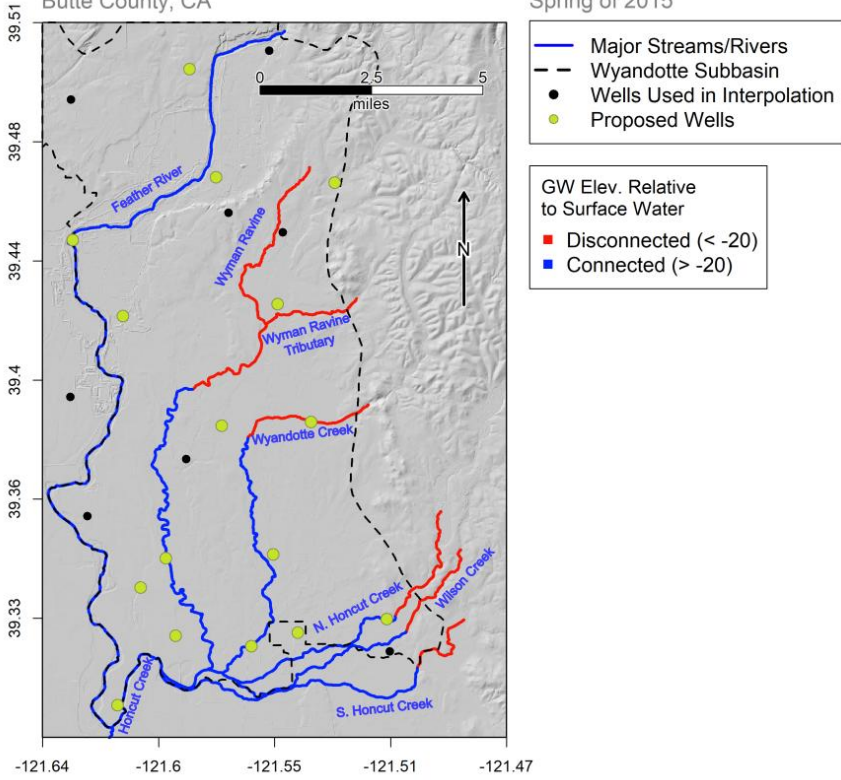 Butte County, CA
Spring of 2015
Major Streams/Rivers
Wyandotte Subbasin
Wells Used in Interpolation
Proposed Wells
GW Elev. Relative
to Surface Water
Disconnected (< -20)
Connected (> -20)
0 2.5 5
miles
Feather River
Wyman Ravine
N
Wyman Ravine
Tributary
Wyandotte Creek
N. Honcut Creek
Wilson Creek
S. Honcut Creek
Honcut Creek
39.51
39.48
39.44
39.4
39.36
39.33
-121.64 -121.6 -121.55 -121.51 -121.47